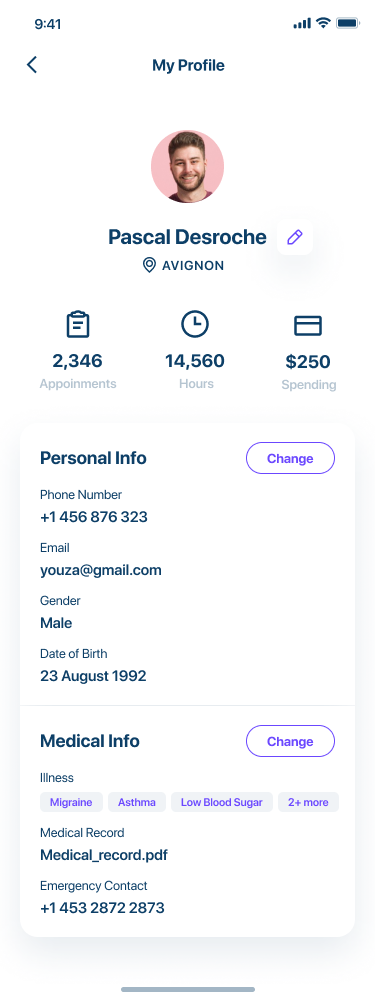 9:41
My Profile
Pascal Desroche
AVIGNON
2,346 14,560 $250
Appoinments Hours Spending
Personal Info Change
Phone Number
+1 456 876 323
Email
youza@gmail.com
Gender
Male
Date of Birth
23 August 1992
Medical Info Change
Illness
Migraine Asthma Low Blood Sugar 2+ more
Medical Record
Medical_record.pdf
Emergency Contact
+1 453 2872 2873